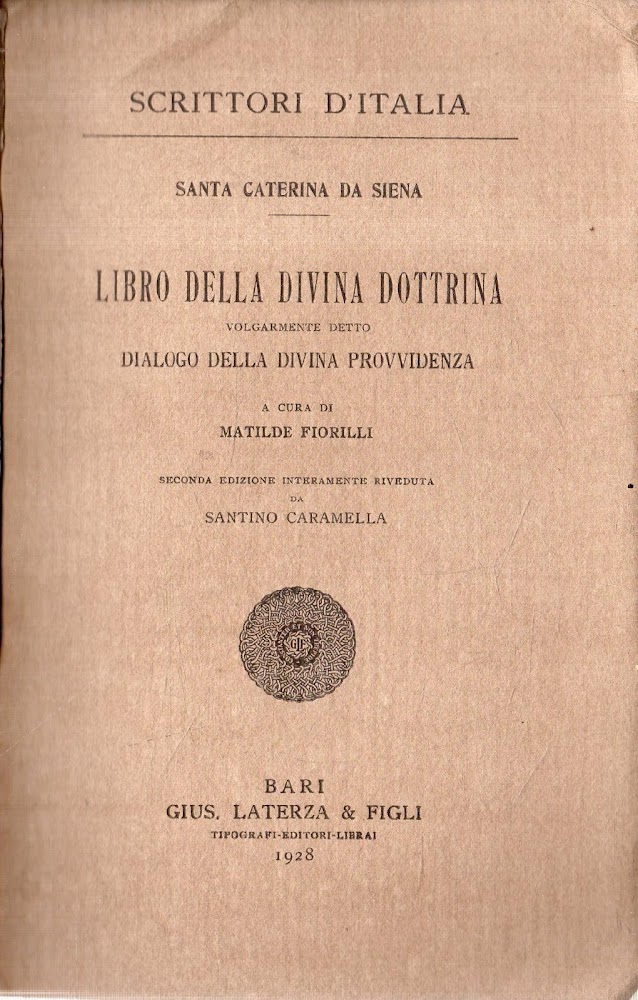 SCRITTORI D'ITALIA
SANTA CATERINA DA SIENA
LIBRO DELLA DIVINA DOTTRINA
VOLGARMENTE DETTO
DIALOGO DELLA DIVINA PROVVIDENZA
A CURA DI
MATILDE FIORILLI
SECONDA EDIZIONE INTERAMENTE RIVEDUTA
DA
SANTINO CARAMELLA
BARI
GIUS. LATERZA & FIGLI
TIPOGRAFI-EDITORI-LIBRAI
1928